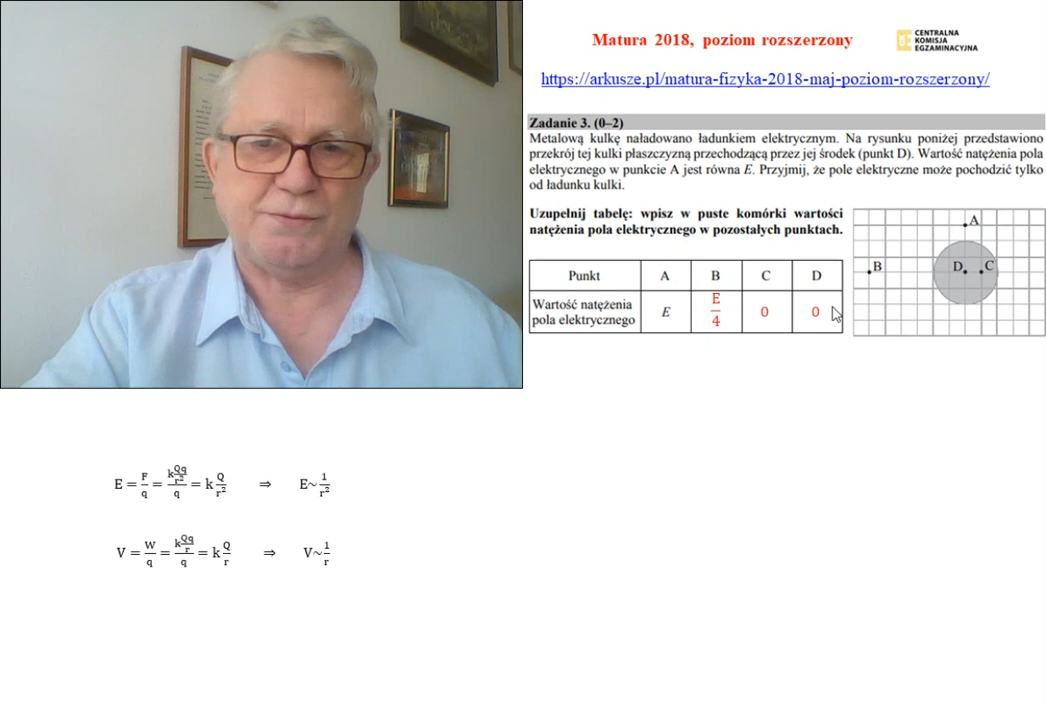 Matura 2018, poziom rozszerzony
CENTRALNA
KOMISJA
EGZAMINACYJNA
https://arkusze.pl/matura-fizyka-2018-maj-poziom-rozszerzony/
Zadanie 3. (0–2)
Metalową kulkę naładowano ładunkiem elektrycznym. Na rysunku poniżej przedstawiono
przekrój tej kulki płaszczyzną przechodzącą przez jej środek (punkt D). Wartość natężenia pola
elektrycznego w punkcie A jest równa E. Przyjmij, że pole elektryczne może pochodzić tylko
od ładunku kulki.
Uzupełnij tabelę: wpisz w puste komórki wartości
natężenia pola elektrycznego w pozostałych punktach.
Punkt A B C D
Wartość natężenia
pola elektrycznego E E/4 0 0
A
B D C
E = F/q = (k Qq/r²)/q = k Q/r² ⇒ E~1/r²
V = W/q = (k Qq/r)/q = k Q/r ⇒ V~1/r